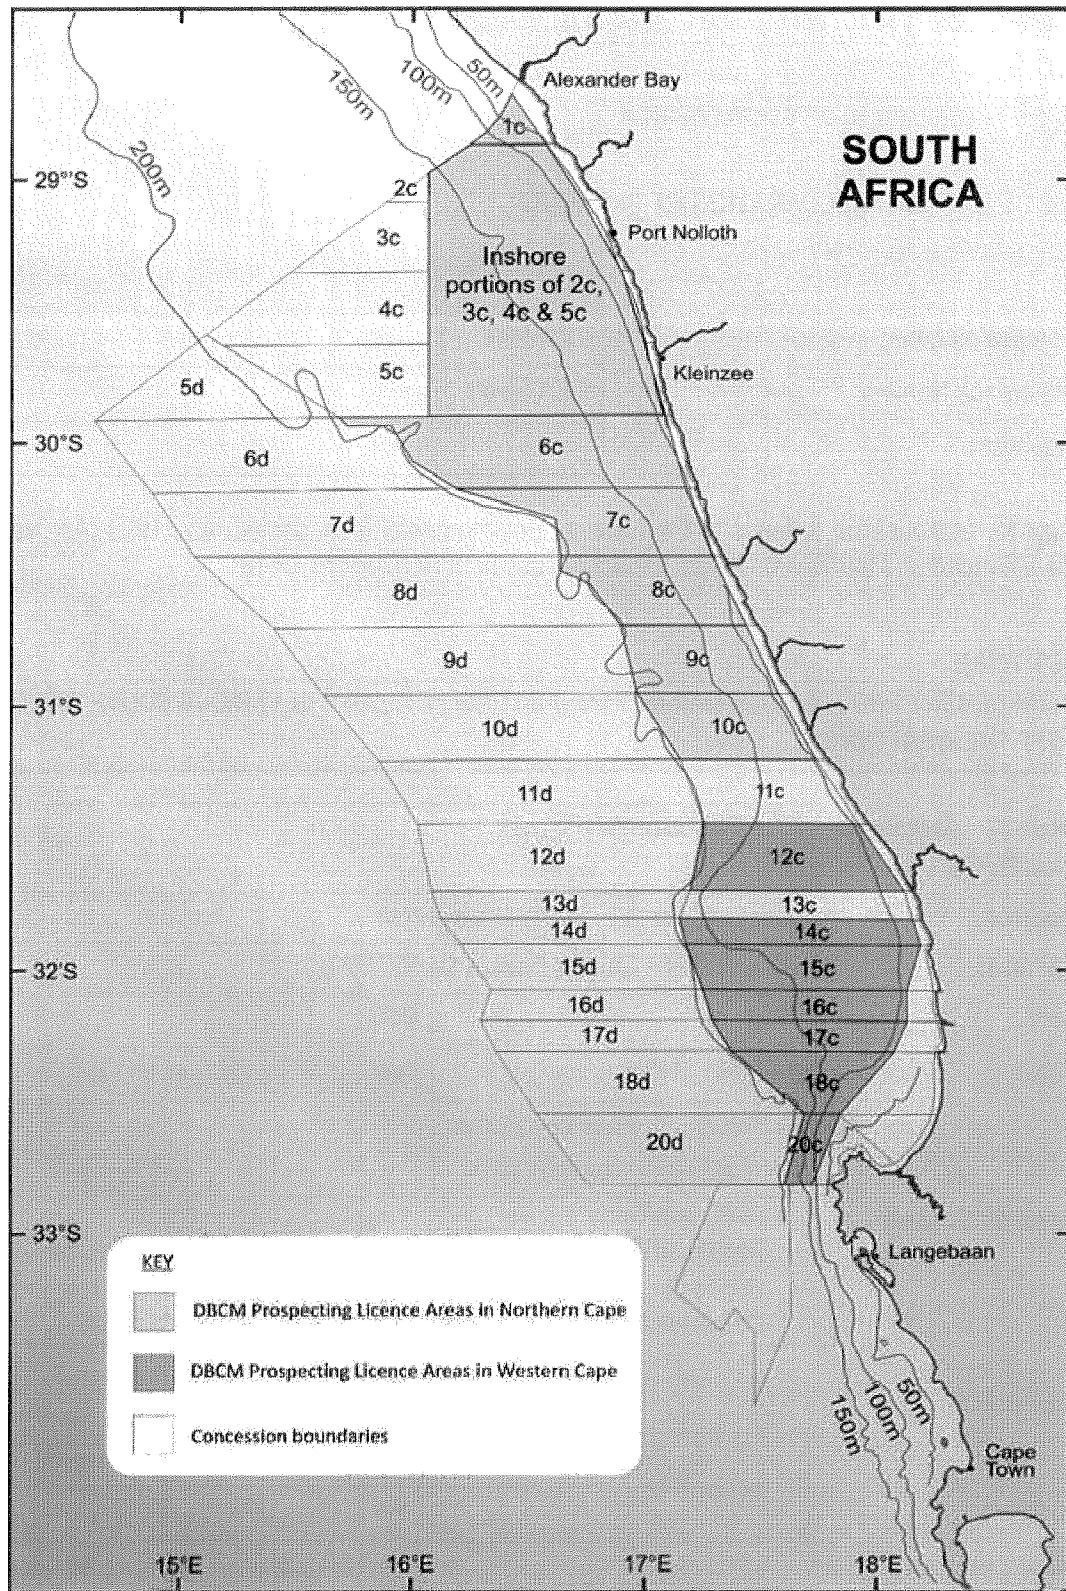 50m
100m
150m
200m
Alexander Bay
1c
SOUTH
AFRICA
29°S
2c
3c
Port Nolloth
Inshore
portions of 2c,
3c, 4c & 5c
4c
5c
5d
Kleinzee
30°S
6c
6d
7c
7d
8c
8d
9c
9d
31°S
10c
10d
11c
11d
12c
12d
13c
13d
14c
14d
32°S
15c
15d
16c
16d
17c
17d
18c
18d
20c
20d
33°S
Langebaan
KEY
DBCM Prospecting Licence Areas in Northern Cape
DBCM Prospecting Licence Areas in Western Cape
Concession boundaries
50m
100m
150m
Cape
Town
15°E
16°E
17°E
18°E